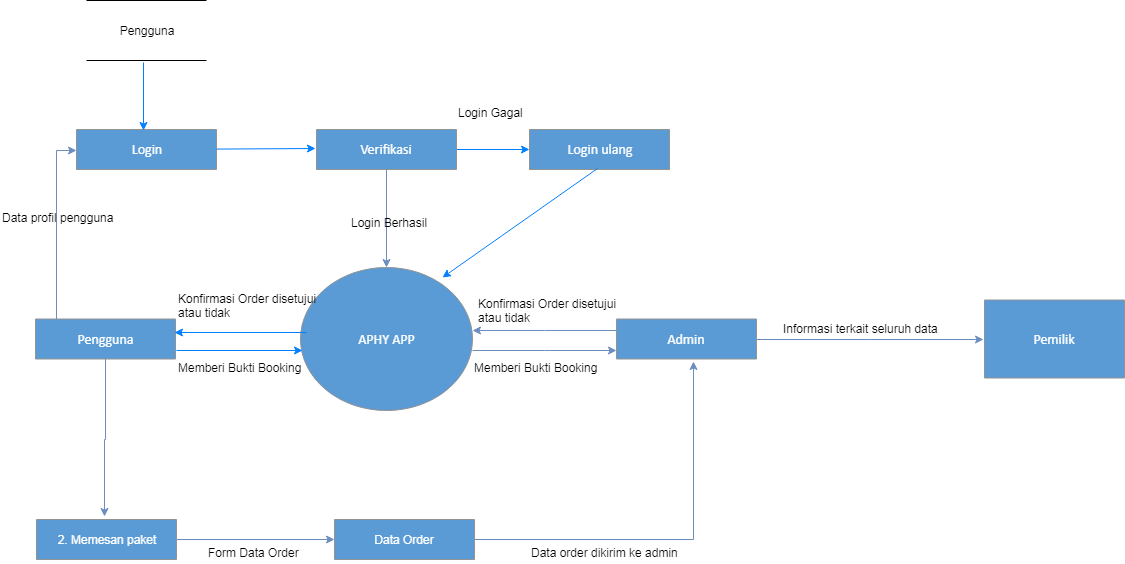 Pengguna
Login Gagal
Login
Verifikasi
Login ulang
Data profil pengguna
Login Berhasil
Konfirmasi Order disetujui
atau tidak
Konfirmasi Order disetujui
atau tidak
Informasi terkait seluruh data
Pengguna
APHY APP
Admin
Pemilik
Memberi Bukti Booking
Memberi Bukti Booking
2. Memesan paket
Data Order
Form Data Order
Data order dikirim ke admin